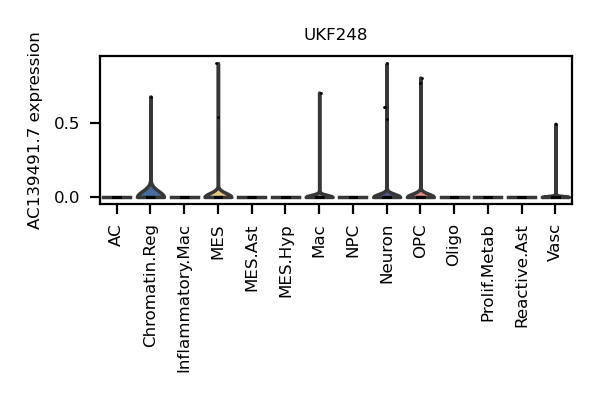 UKF248
AC139491.7 expression
0.5
0.0
AC
Chromatin.Reg
Inflammatory.Mac
MES
MES.Ast
MES.Hyp
Mac
NPC
Neuron
OPC
Oligo
Prolif.Metab
Reactive.Ast
Vasc